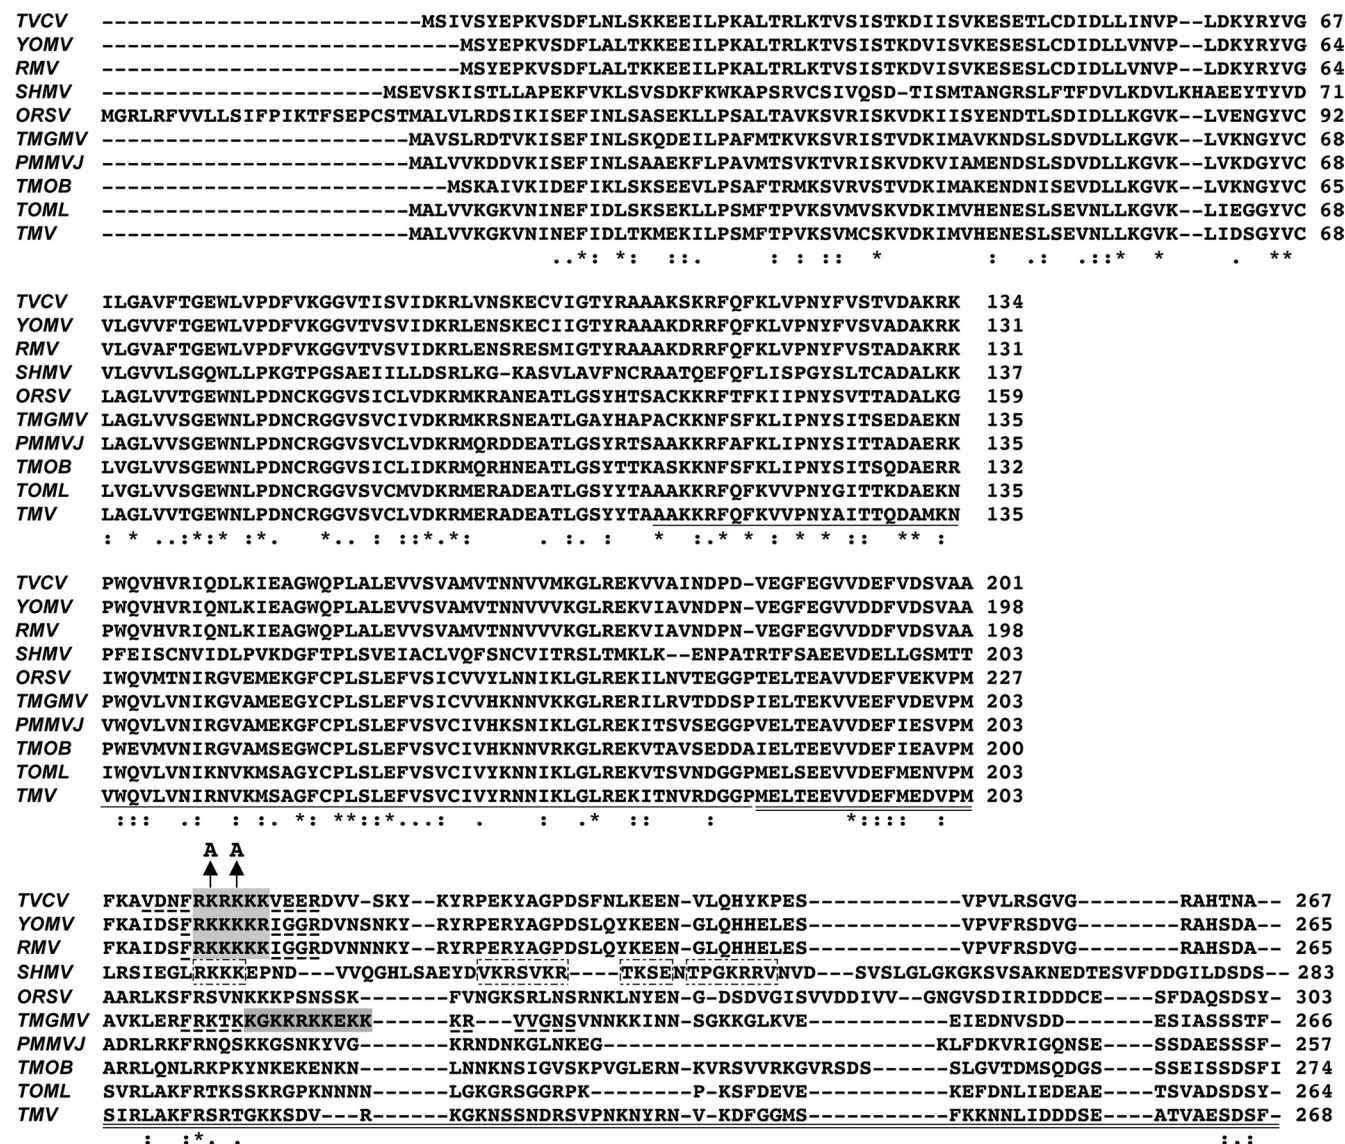 TVCV -------------------------MSIVSYEPKVSDFLNLSKKEEILPKALTRLKTVSISTKDIISVKESETLCDIDLLINVP--LDKYRYVG 67
YOMV ----------------------------MSYEPKVSDFLALTKKEEILPKALTRLKTVSISTKDVISVKESESLCDIDLLVNVP--LDKYRYVG 64
RMV ----------------------------MSYEPKVSDFLALTKKEEILPKALTRLKTVSISTKDVISVKESESLCDIDLLVNVP--LDKYRYVG 64
SHMV ----------------------MSEVSKISTLLAPEKFVKLSVSDKFKWKAPSRVCSIVQSD-TISMTANGRSLFTFDVLKDVLKHAEEYTYVD 71
ORSV MGRLRFVVLLSIFPIKTFSEPCSTMALVLRDSIKISEFINLSASEKLLPSALTAVKSVRISKVDKIISYENDTLSDIDLLKGVK--LVENGYVC 92
TMGMV ------------------------MAVSLRDTVKISEFINLSKQDEILPAFMTKVKSVRISTVDKIMAVKNDSLSDVDLLKGVK--LVKNGYVC 68
PMMVJ ------------------------MALVVKDDVKISEFINLSAAEKFLPAVMTSVKTVRISKVDKVIAMENDSLSDVDLLKGVK--LVKDGYVC 68
TMOB ---------------------------MSKAIVKIDEFIKLSKSEEVLPSAFTRMKSVRVSTVDKIMAKENDNISEVDLLKGVK--LVKNGYVC 65
TOML ------------------------MALVVKGKVNINEFIDLSKSEKLLPSMFTPVKSVMVSKVDKIMVHENESLSEVNLLKGVK--LIEGGYVC 68
TMV ------------------------MALVVKGKVNINEFIDLTKMEKILPSMFTPVKSVMCSKVDKIMVHENESLSEVNLLKGVK--LIDSGYVC 68
..*: *: ::. : : :: * : .: .::* * . **
TVCV ILGAVFTGEWLVPDFVKGGVTISVIDKRLVNSKECVIGTYRAAAKSKRFQFKLVPNYFVSTVDAKRK 134
YOMV VLGVVFTGEWLVPDFVKGGVTVSVIDKRLENSKECIIGTYRAAAKDRRFQFKLVPNYFVSVADAKRK 131
RMV VLGVAFTGEWLVPDFVKGGVTVSVIDKRLENSRESMIGTYRAAAKDRRFQFKLVPNYFVSTADAKRK 131
SHMV VLGVVLSGQWLLPKGTPGSAEIILLDSRLKG-KASVLAVFNCRAATQEFQFLISPGYSLTCADALKK 137
ORSV LAGLVVTGEWNLPDNCRGGVSICLVDKRMKRANEATLGSYHTSACKKRFTFKIIPNYSVTTADALKG 159
TMGMV LAGLVVSGEWNLPDNCRGGVSVCIVDKRMKRSNEATLGAYHAPACKKNFSFKLIPNYSITSEDAEKN 135
PMMVJ LAGLVVSGEWNLPDNCRGGVSVCLVDKRMQRDDEATLGSYRTSAAKKRFAFKLIPNYSITTADAERK 135
TMOB LVGLVVSGEWNLPDNCRGGVSICLIDKRMQRHNEATLGSYTTKASKKNFSFKLIPNYSITSQDAERR 132
TOML LVGLVVSGEWNLPDNCRGGVSVCMVDKRMERADEATLGSYYTAAAKKRFQFKVVPNYGITTKDAEKN 135
TMV LAGLVVTGEWNLPDNCRGGVSVCLVDKRMERADEATLGSYYTAAAKKRFQFKVVPNYAITTQDAMKN 135
: * ..:*:* :*. *.. : ::*.*: . :. : * :.* * * * :: ** :
TVCV PWQVHVRIQDLKIEAGWQPLALEVVSVAMVTNNVVMKGLREKVVAINDPD-VEGFEGVVDEFVDSVAA 201
YOMV PWQVHVRIQNLKIEAGWQPLALEVVSVAMVTNNVVVKGLREKVIAVNDPN-VEGFEGVVDDFVDSVAA 198
RMV PWQVHVRIQNLKIEAGWQPLALEVVSVAMVTNNVVVKGLREKVIAVNDPN-VEGFEGVVDDFVDSVAA 198
SHMV PFEISCNVIDLPVKDGFTPLSVEIACLVQFSNCVITRSLTMKLK--ENPATRTFSAEEVDELLGSMTT 203
ORSV IWQVMTNIRGVEMEKGFCPLSLEFVSICVVYLNNIKLGLREKILNVTEGGPTELTEAVVDEFVEKVPM 227
TMGMV PWQVLVNIKGVAMEEGYCPLSLEFVSICVVHKNNVKKGLRERILRVTDDSPIELTEKVVEEFVDEVPM 203
PMMVJ VWQVLVNIRGVAMEKGFCPLSLEFVSVCIVHKSNIKLGLREKITSVSEGGPVELTEAVVDEFIESVPM 203
TMOB PWEVMVNIRGVAMSEGWCPLSLEFVSVCIVHKNNVRKGLREKVTAVSEDDAIELTEEVVDEFIEAVPM 200
TOML IWQVLVNIKNVKMSAGYCPLSLEFVSVCIVYKNNIKLGLREKVTSVNDGGPMELSEEVVDEFMENVPM 203
TMV VWQVLVNIRNVKMSAGFCPLSLEFVSVCIVYRNNIKLGLREKITNVRDGGPMELTEEVVDEFMEDVPM 203
::: .: : :. *: **::*...: . : .* :: : *:::: :
A A
TVCV FKAVDNFRKRKKKVEERDVV-SKY--KYRPEKYAGPDSFNLKEEN-VLQHYKPES------------VPVLRSGVG--------RAHTNA-- 267
YOMV FKAIDSFRKKKKRIGGRDVNNSKY--RYRPERYAGPDSLQYKEEN-GLQHHELES------------VPVFRSDVG--------RAHSDA-- 265
RMV FKAIDSFRKKKKKIGGRDVNNNKY--RYRPERYAGPDSLQYKEEN-GLQHHELES------------VPVFRSDVG--------RAHSDA-- 265
SHMV LRSIEGLRKKKEPND---VVQGHLSAEYDVKRSVKR----TKSENTPGKRRVNVD---SVSLGLGKGKSVSAKNEDTESVFDDGILDSDS-- 283
ORSV AARLKSFRSVNKKKPSNSSK-------FVNGKSRLNSRNKLNYEN-G-DSDVGISVVDDIVV--GNGVSDIRIDDDCE----SFDAQSDSY- 303
TMGMV AVKLERFRKTKKGKKRKKEKK------KR---VVGNSVNNKKINN-SGKKGLKVE---------EIEDNVSDD----ESIASSSTF- 266
PMMVJ ADRLRKFRNQSKKGSNKYVG-------KRNDNKGLNKEG--------------------------KLFDKVRIGQNSE----SSDAESSSF- 257
TMOB ARRLQNLRKPKYNKEKENKN-------LNNKNSIGVSKPVGLERN-KVRSVVRKGVRSDS------SLGVTDMSQDGS---SSEISSDSFI 274
TOML SVRLAKFRTKSSKRGPKNNNN------LGKGRSGGRPK--------P-KSFDEVE-----------KEFDNLIEDEAE----TSVADSDSY- 264
TMV SIRLAKFRSRTGKKSDV---R------KGKNSSNDRSVPNKNYRN-V-KDFGGMS----------FKKNNLIDDDSE----ATVAESDSF- 268
: :*. . :.: